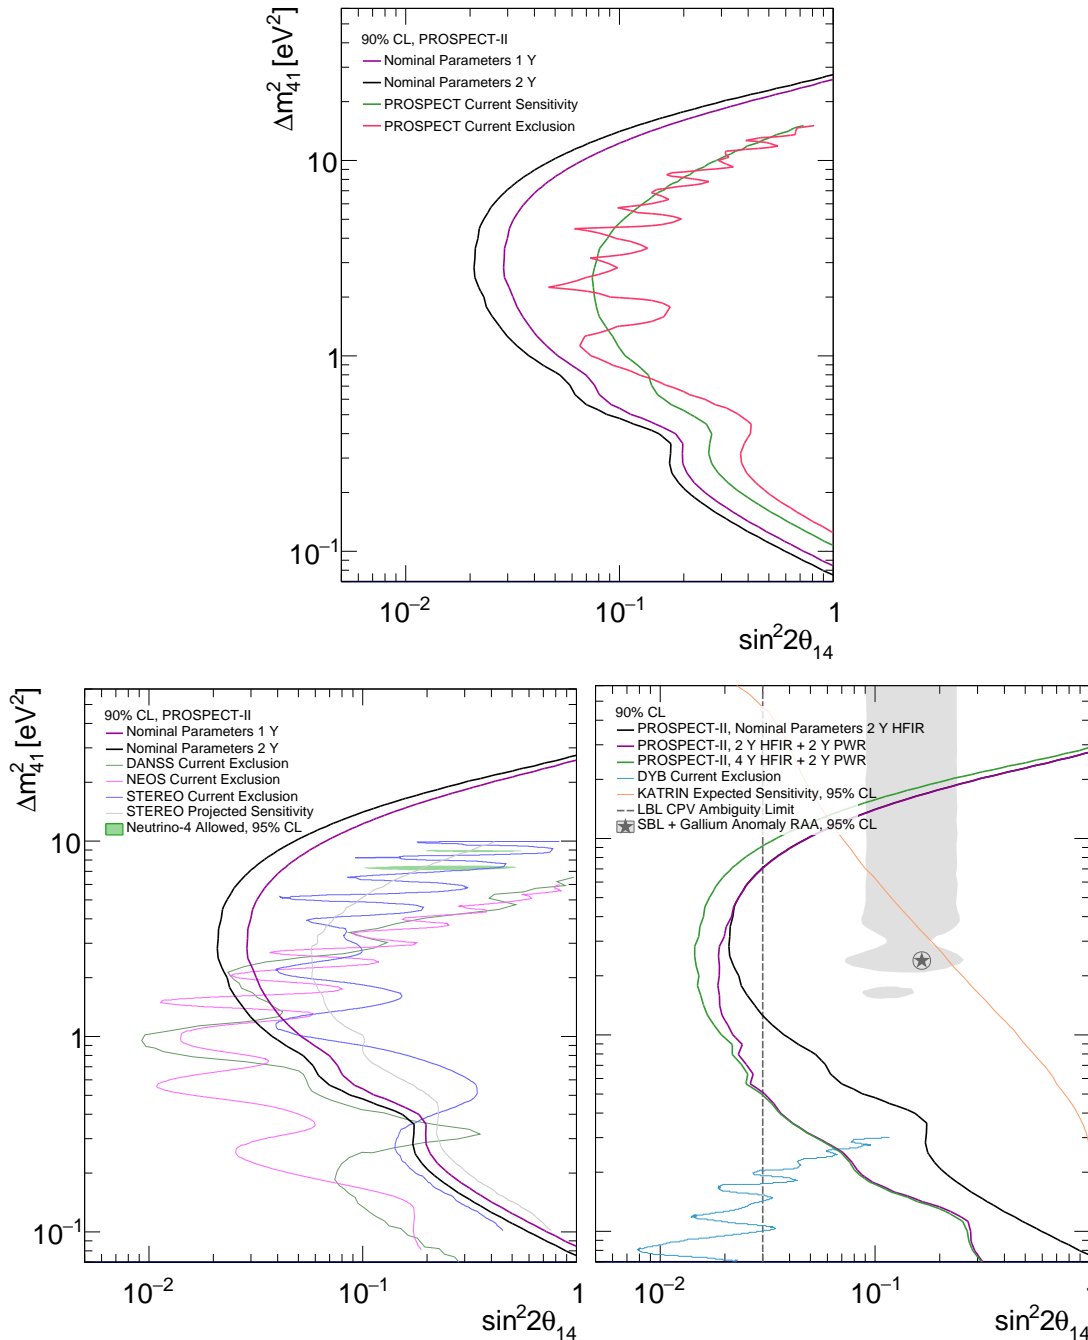 Δm²₄₁ [eV²]
90% CL, PROSPECT-II
Nominal Parameters 1 Y
Nominal Parameters 2 Y
PROSPECT Current Sensitivity
PROSPECT Current Exclusion
10
1
10⁻¹
10⁻² 10⁻¹ 1
sin²2θ₁₄
Δm²₄₁ [eV²]
90% CL, PROSPECT-II
Nominal Parameters 1 Y
Nominal Parameters 2 Y
DANSS Current Exclusion
NEOS Current Exclusion
STEREO Current Exclusion
STEREO Projected Sensitivity
Neutrino-4 Allowed, 95% CL
10
1
10⁻¹
10⁻² 10⁻¹ 1
sin²2θ₁₄
90% CL
PROSPECT-II, Nominal Parameters 2 Y HFIR
PROSPECT-II, 2 Y HFIR + 2 Y PWR
PROSPECT-II, 4 Y HFIR + 2 Y PWR
DYB Current Exclusion
KATRIN Expected Sensitivity, 95% CL
LBL CPV Ambiguity Limit
SBL + Gallium Anomaly RAA, 95% CL
10⁻² 10⁻¹ 1
sin²2θ₁₄